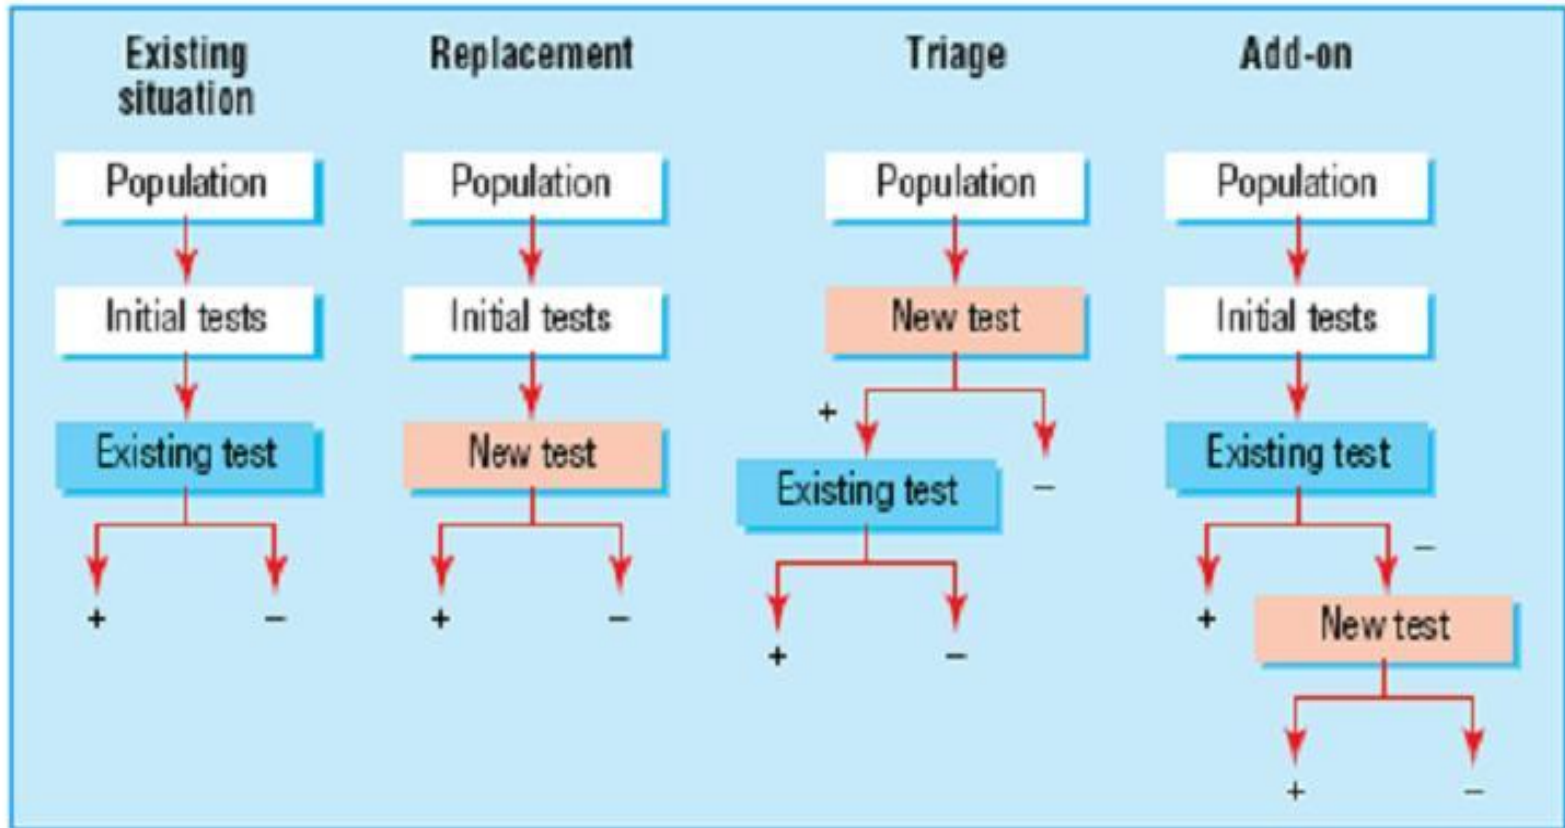 Existing
situation
Population
Initial tests
Existing test
+
–
Replacement
Population
Initial tests
New test
+
–
Triage
Population
New test
+
–
Existing test
+
–
Add-on
Population
Initial tests
Existing test
+
–
New test
+
–